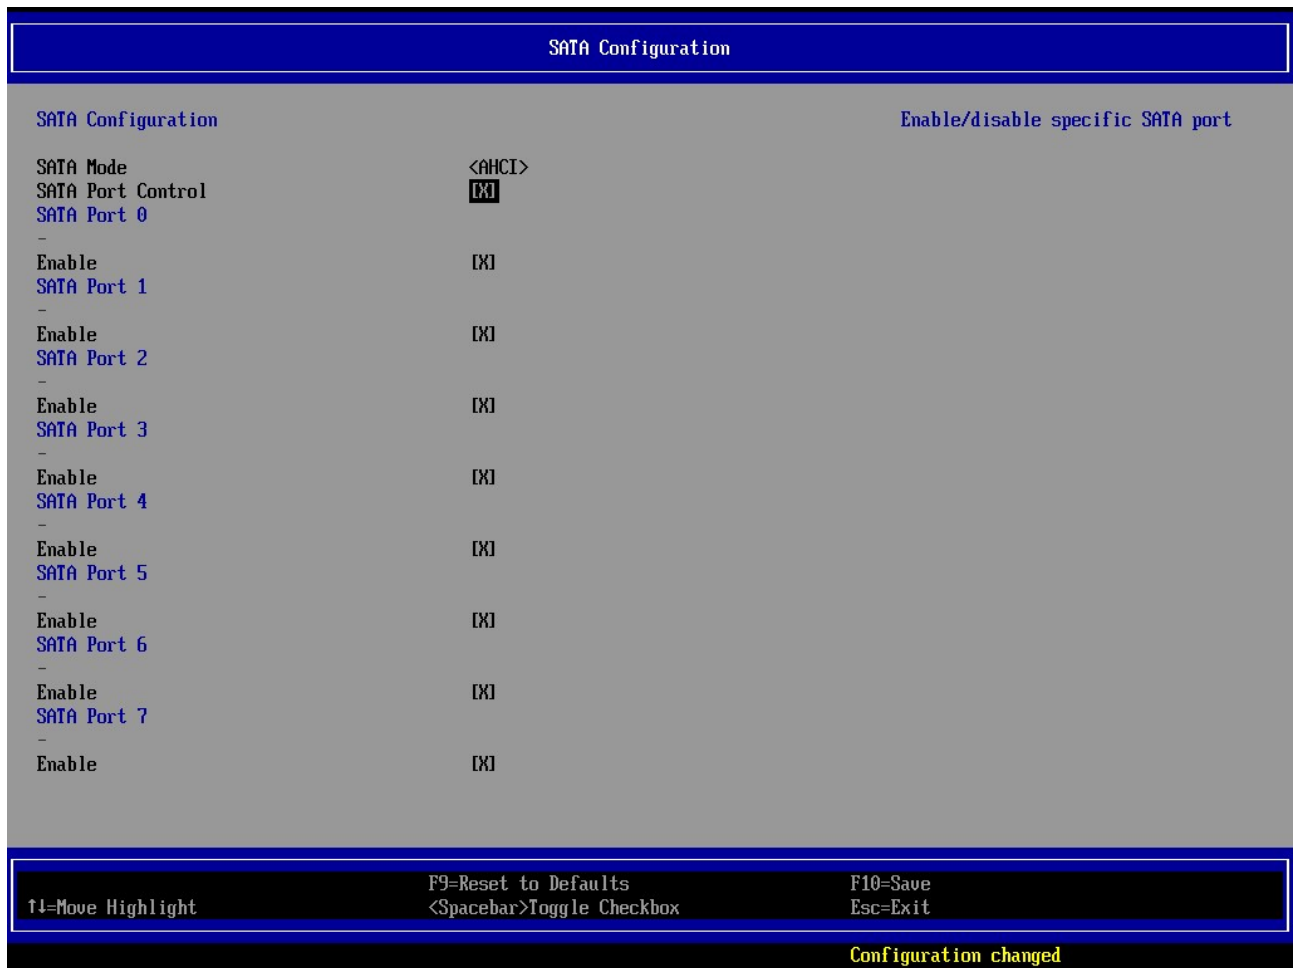 SATA Configuration
SATA Configuration Enable/disable specific SATA port
SATA Mode <AHCI>
SATA Port Control [X]
SATA Port 0
-
Enable [X]
SATA Port 1
-
Enable [X]
SATA Port 2
-
Enable [X]
SATA Port 3
-
Enable [X]
SATA Port 4
-
Enable [X]
SATA Port 5
-
Enable [X]
SATA Port 6
-
Enable [X]
SATA Port 7
-
Enable [X]
F9=Reset to Defaults F10=Save
↑↓=Move Highlight <Spacebar>Toggle Checkbox Esc=Exit
Configuration changed